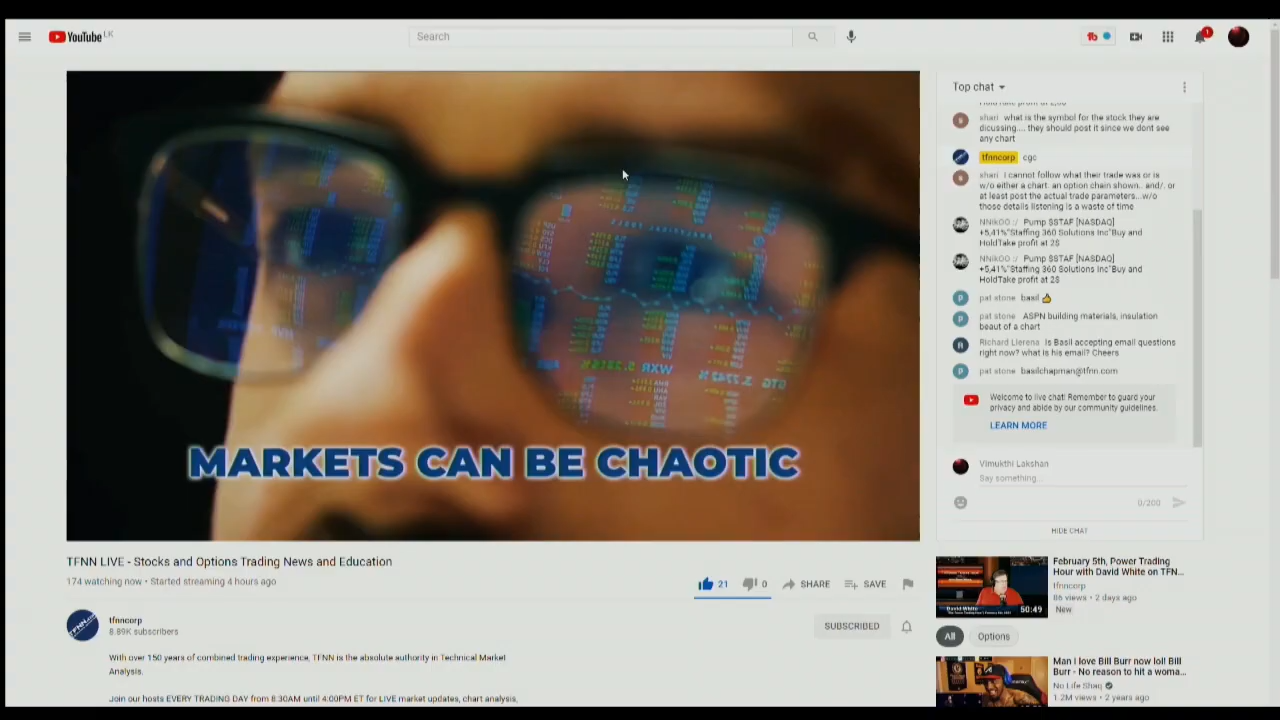 YouTube LK
Search
1
Top chat
shari what is the symbol for the stock they are
dicussing.... they should post it since we dont see
any chart
tfnncorp cgc
shari I cannot follow what their trade was or is
w/o either a chart. an option chain shown.. and/. or
at least post the actual trade parameters...w/o
those details listening is a waste of time
NNikOO :/ Pump $STAF [NASDAQ]
+5,41%"Staffing 360 Solutions Inc"Buy and
HoldTake profit at 2$
NNikOO :/ Pump $STAF [NASDAQ]
+5,41%"Staffing 360 Solutions Inc"Buy and
HoldTake profit at 2$
pat stone basil 👍
pat stone ASPN building materials, insulation
beaut of a chart
Richard Llerena Is Basil accepting email questions
right now? what is his email? Cheers
pat stone basilchapman@tfnn.com
Welcome to live chat! Remember to guard your
privacy and abide by our community guidelines.
LEARN MORE
Vimukthi Lakshan
Say something...
0/200
HIDE CHAT
MARKETS CAN BE CHAOTIC
TFNN LIVE - Stocks and Options Trading News and Education
174 watching now • Started streaming 4 hours ago
21 0 SHARE SAVE
tfnncorp
8.89K subscribers
SUBSCRIBED
With over 150 years of combined trading experience, TFNN is the absolute authority in Technical Market
Analysis.
Join our hosts EVERY TRADING DAY from 8:30AM until 4:00PM ET for LIVE market updates, chart analysis,
February 5th, Power Trading
Hour with David White on TFN...
tfnncorp
86 views • 2 days ago
New
David White
50:49
All Options
Man I love Bill Burr now lol! Bill
Burr - No reason to hit a woma...
No Life Shaq
1.2M views • 2 years ago